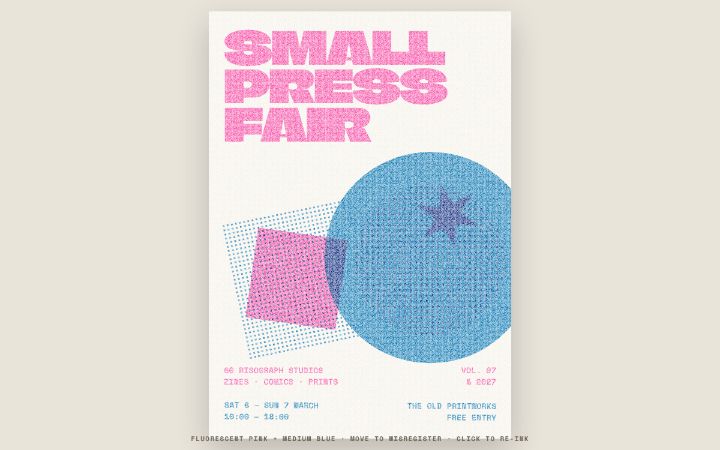 SMALL
PRESS
FAIR
60 RISOGRAPH STUDIOS
ZINES · COMICS · PRINTS
VOL. 07
& 2027
SAT 6 — SUN 7 MARCH
10:00 — 18:00
THE OLD PRINTWORKS
FREE ENTRY
FLUORESCENT PINK + MEDIUM BLUE · MOVE TO MISREGISTER · CLICK TO RE-INK